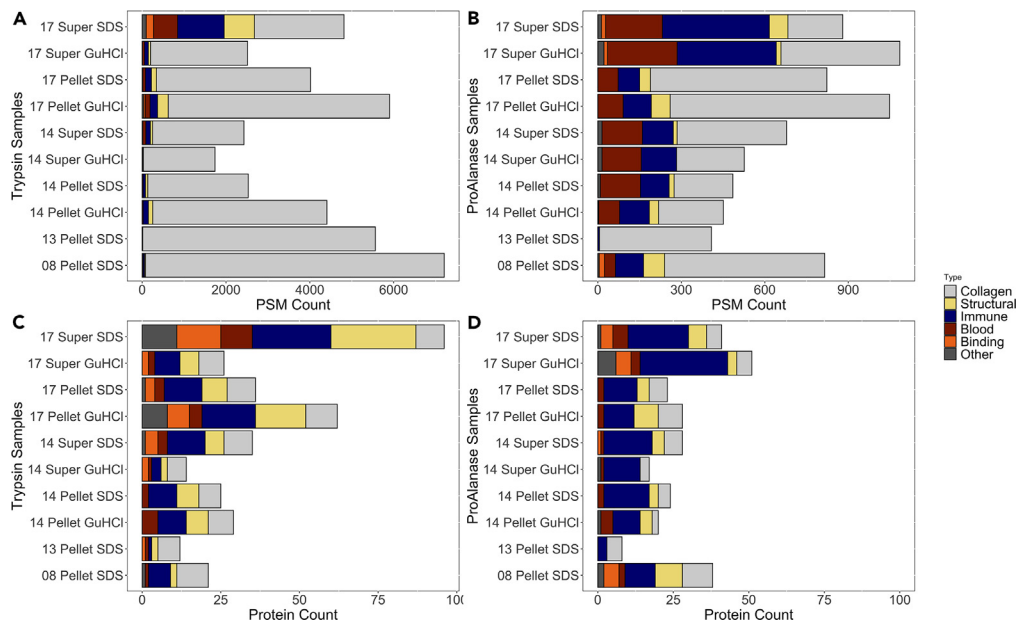 A
Trypsin Samples
17 Super SDS
17 Super GuHCl
17 Pellet SDS
17 Pellet GuHCl
14 Super SDS
14 Super GuHCl
14 Pellet SDS
14 Pellet GuHCl
13 Pellet SDS
08 Pellet SDS
0 2000 4000 6000
PSM Count
B
ProAlanase Samples
17 Super SDS
17 Super GuHCl
17 Pellet SDS
17 Pellet GuHCl
14 Super SDS
14 Super GuHCl
14 Pellet SDS
14 Pellet GuHCl
13 Pellet SDS
08 Pellet SDS
0 300 600 900
PSM Count
C
Trypsin Samples
17 Super SDS
17 Super GuHCl
17 Pellet SDS
17 Pellet GuHCl
14 Super SDS
14 Super GuHCl
14 Pellet SDS
14 Pellet GuHCl
13 Pellet SDS
08 Pellet SDS
0 25 50 75 100
Protein Count
D
ProAlanase Samples
17 Super SDS
17 Super GuHCl
17 Pellet SDS
17 Pellet GuHCl
14 Super SDS
14 Super GuHCl
14 Pellet SDS
14 Pellet GuHCl
13 Pellet SDS
08 Pellet SDS
0 25 50 75 100
Protein Count
Type
Collagen
Structural
Immune
Blood
Binding
Other